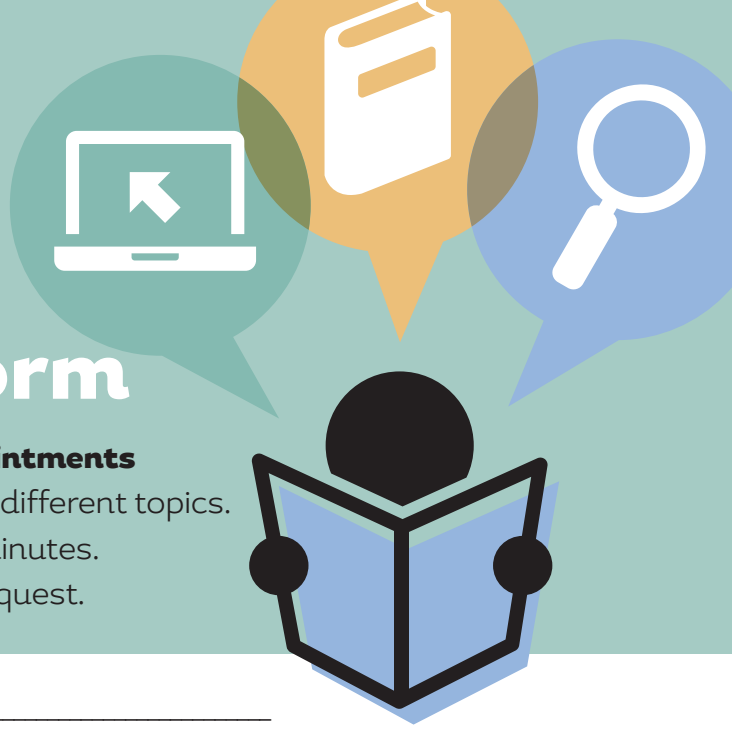 orm
intments
different topics.
inutes.
quest.